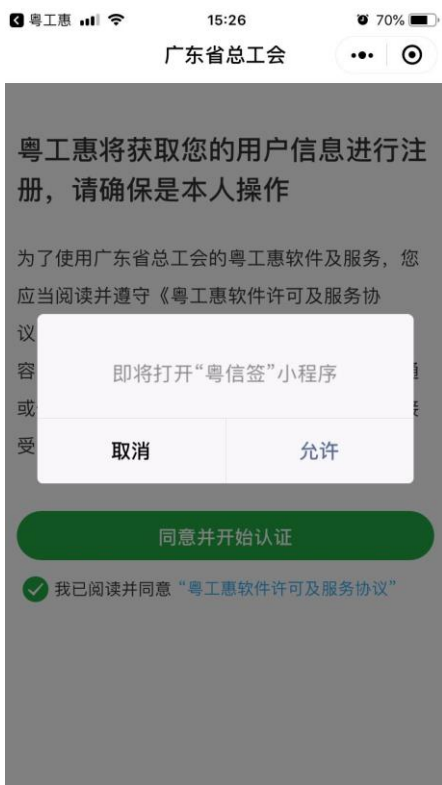 粤工惠
15:26
70%
广东省总工会
粤工惠将获取您的用户信息进行注
册，请确保是本人操作
为了使用广东省总工会的粤工惠软件及服务，您
应当阅读并遵守《粤工惠软件许可及服务协
议
容
或
受
即将打开“粤信签”小程序
取消
允许
同意并开始认证
我已阅读并同意“粤工惠软件许可及服务协议”